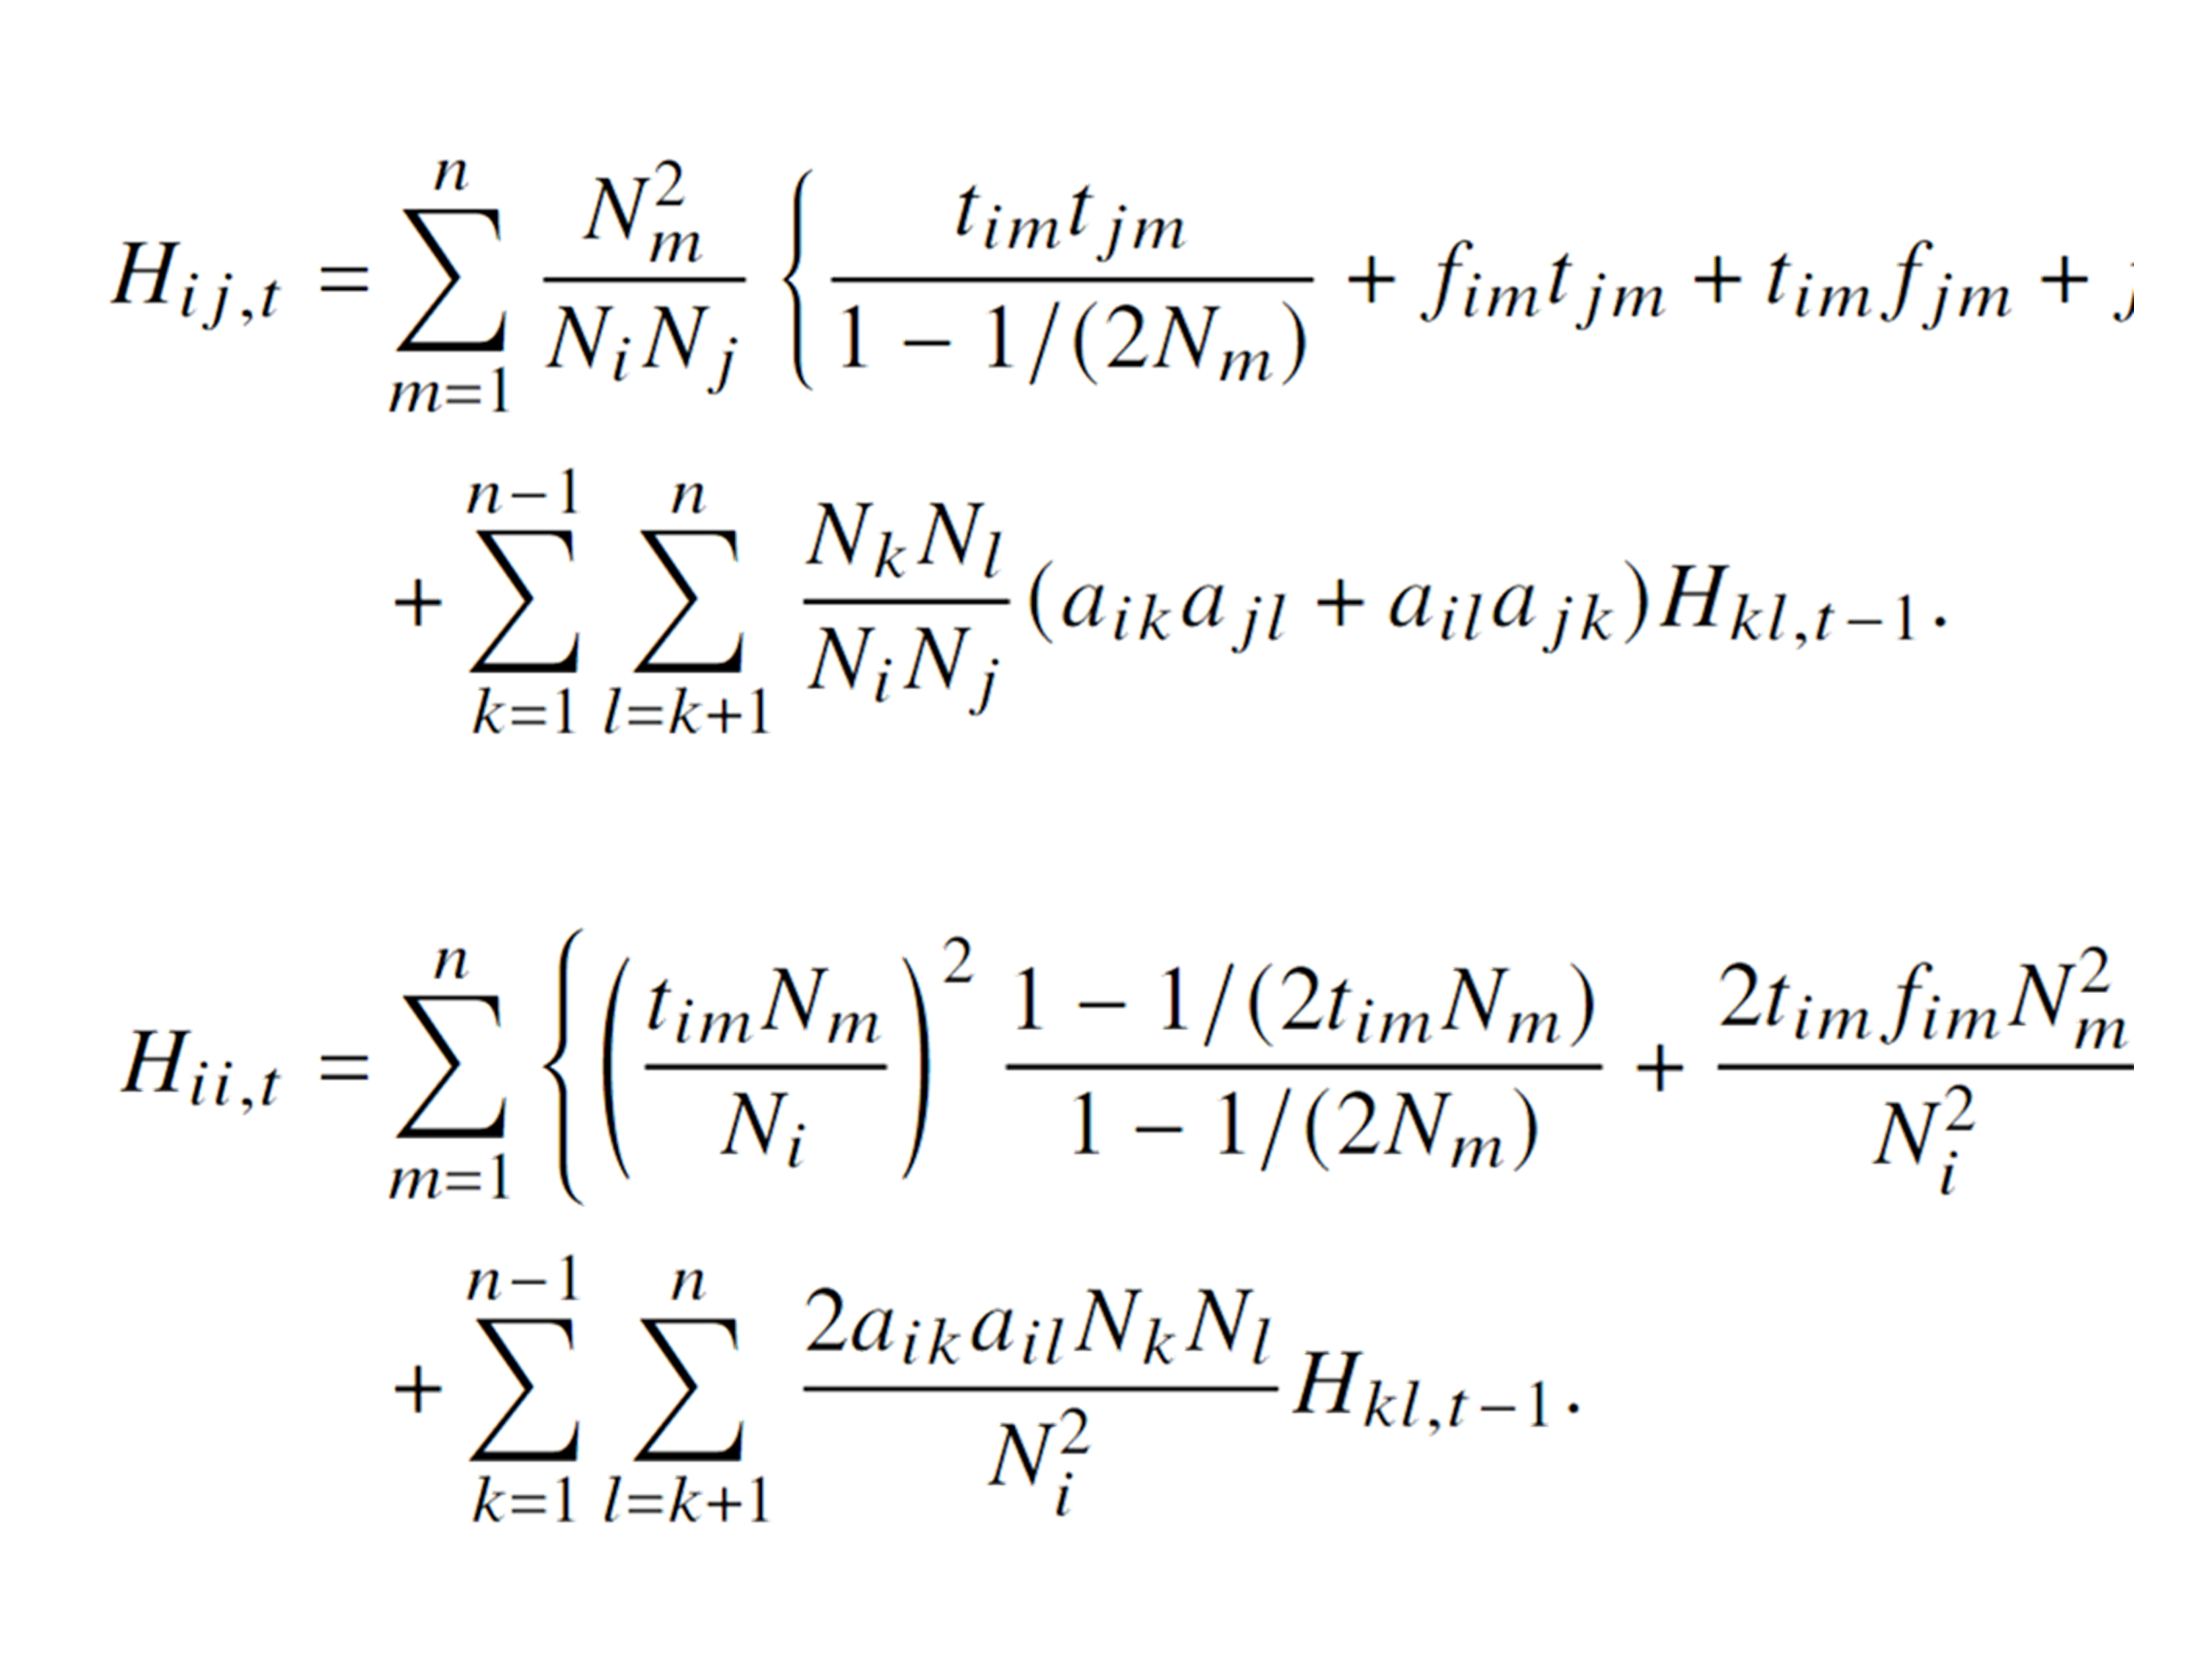 H_{ij,t} = \sum_{m=1}^{n} \frac{N_m^2}{N_i N_j} \left\{ \frac{t_{im} t_{jm}}{1 - 1/(2N_m)} + f_{im} t_{jm} + t_{im} f_{jm} +
+ \sum_{k=1}^{n-1} \sum_{l=k+1}^{n} \frac{N_k N_l}{N_i N_j} (a_{ik} a_{jl} + a_{il} a_{jk}) H_{kl,t-1}.
H_{ii,t} = \sum_{m=1}^{n} \left\{ \left( \frac{t_{im} N_m}{N_i} \right)^2 \frac{1 - 1/(2t_{im} N_m)}{1 - 1/(2N_m)} + \frac{2t_{im} f_{im} N_m^2}{N_i^2}
+ \sum_{k=1}^{n-1} \sum_{l=k+1}^{n} \frac{2a_{ik} a_{il} N_k N_l}{N_i^2} H_{kl,t-1}.